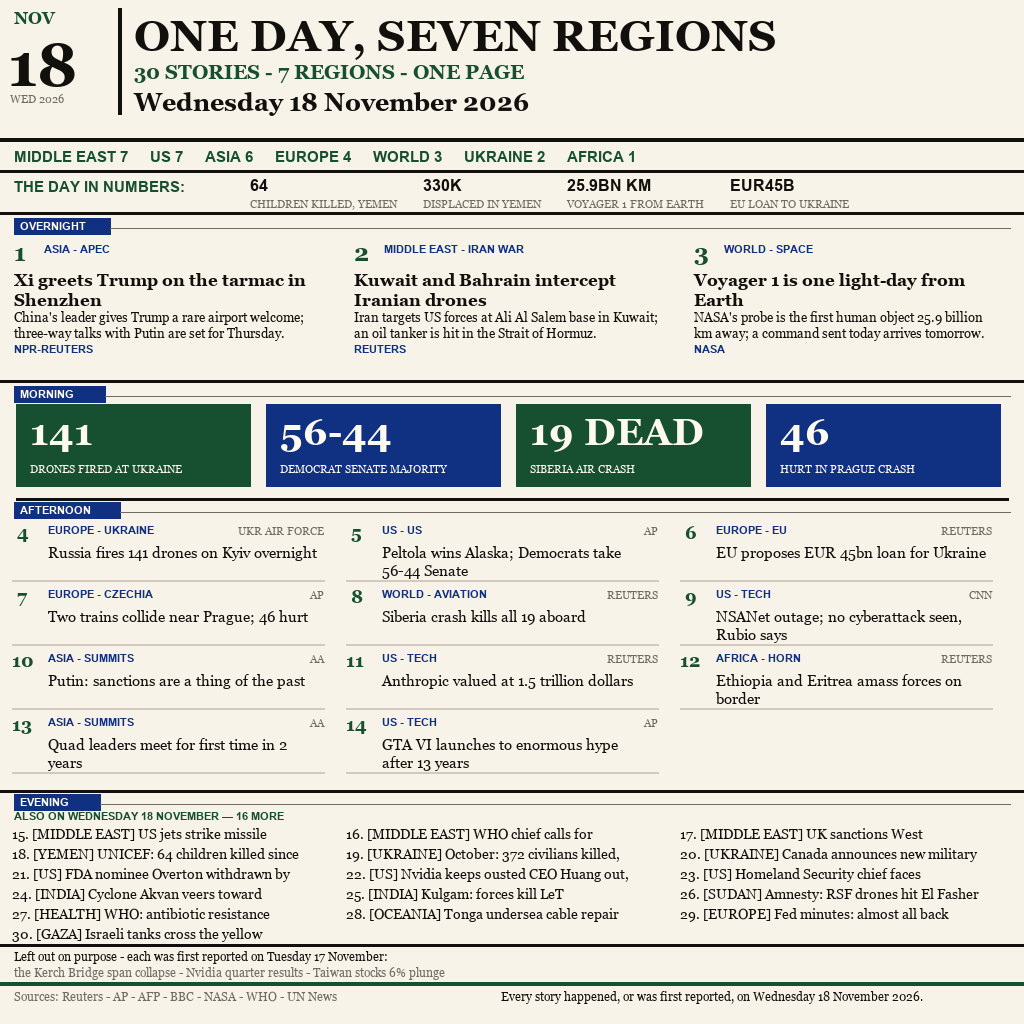 NOV
18
WED 2026
ONE DAY, SEVEN REGIONS
30 STORIES - 7 REGIONS - ONE PAGE
Wednesday 18 November 2026
MIDDLE EAST 7 US 7 ASIA 6 EUROPE 4 WORLD 3 UKRAINE 2 AFRICA 1
THE DAY IN NUMBERS:
64
CHILDREN KILLED, YEMEN
330K
DISPLACED IN YEMEN
25.9BN KM
VOYAGER 1 FROM EARTH
EUR45B
EU LOAN TO UKRAINE
OVERNIGHT
1 ASIA - APEC
Xi greets Trump on the tarmac in
Shenzhen
China's leader gives Trump a rare airport welcome;
three-way talks with Putin are set for Thursday.
NPR-REUTERS
2 MIDDLE EAST - IRAN WAR
Kuwait and Bahrain intercept
Iranian drones
Iran targets US forces at Ali Al Salem base in Kuwait;
an oil tanker is hit in the Strait of Hormuz.
REUTERS
3 WORLD - SPACE
Voyager 1 is one light-day from
Earth
NASA's probe is the first human object 25.9 billion
km away; a command sent today arrives tomorrow.
NASA
MORNING
141
DRONES FIRED AT UKRAINE
56-44
DEMOCRAT SENATE MAJORITY
19 DEAD
SIBERIA AIR CRASH
46
HURT IN PRAGUE CRASH
AFTERNOON
4 EUROPE - UKRAINE UKR AIR FORCE
Russia fires 141 drones on Kyiv overnight
5 US - US AP
Peltola wins Alaska; Democrats take
56-44 Senate
6 EUROPE - EU REUTERS
EU proposes EUR 45bn loan for Ukraine
7 EUROPE - CZECHIA AP
Two trains collide near Prague; 46 hurt
8 WORLD - AVIATION REUTERS
Siberia crash kills all 19 aboard
9 US - TECH CNN
NSANet outage; no cyberattack seen,
Rubio says
10 ASIA - SUMMITS AA
Putin: sanctions are a thing of the past
11 US - TECH REUTERS
Anthropic valued at 1.5 trillion dollars
12 AFRICA - HORN REUTERS
Ethiopia and Eritrea amass forces on
border
13 ASIA - SUMMITS AA
Quad leaders meet for first time in 2
years
14 US - TECH AP
GTA VI launches to enormous hype
after 13 years
EVENING
ALSO ON WEDNESDAY 18 NOVEMBER — 16 MORE
15. [MIDDLE EAST] US jets strike missile
16. [MIDDLE EAST] WHO chief calls for
17. [MIDDLE EAST] UK sanctions West
18. [YEMEN] UNICEF: 64 children killed since
19. [UKRAINE] October: 372 civilians killed,
20. [UKRAINE] Canada announces new military
21. [US] FDA nominee Overton withdrawn by
22. [US] Nvidia keeps ousted CEO Huang out,
23. [US] Homeland Security chief faces
24. [INDIA] Cyclone Akvan veers toward
25. [INDIA] Kulgam: forces kill LeT
26. [SUDAN] Amnesty: RSF drones hit El Fasher
27. [HEALTH] WHO: antibiotic resistance
28. [OCEANIA] Tonga undersea cable repair
29. [EUROPE] Fed minutes: almost all back
30. [GAZA] Israeli tanks cross the yellow
Left out on purpose - each was first reported on Tuesday 17 November:
the Kerch Bridge span collapse - Nvidia quarter results - Taiwan stocks 6% plunge
Sources: Reuters - AP - AFP - BBC - NASA - WHO - UN News
Every story happened, or was first reported, on Wednesday 18 November 2026.